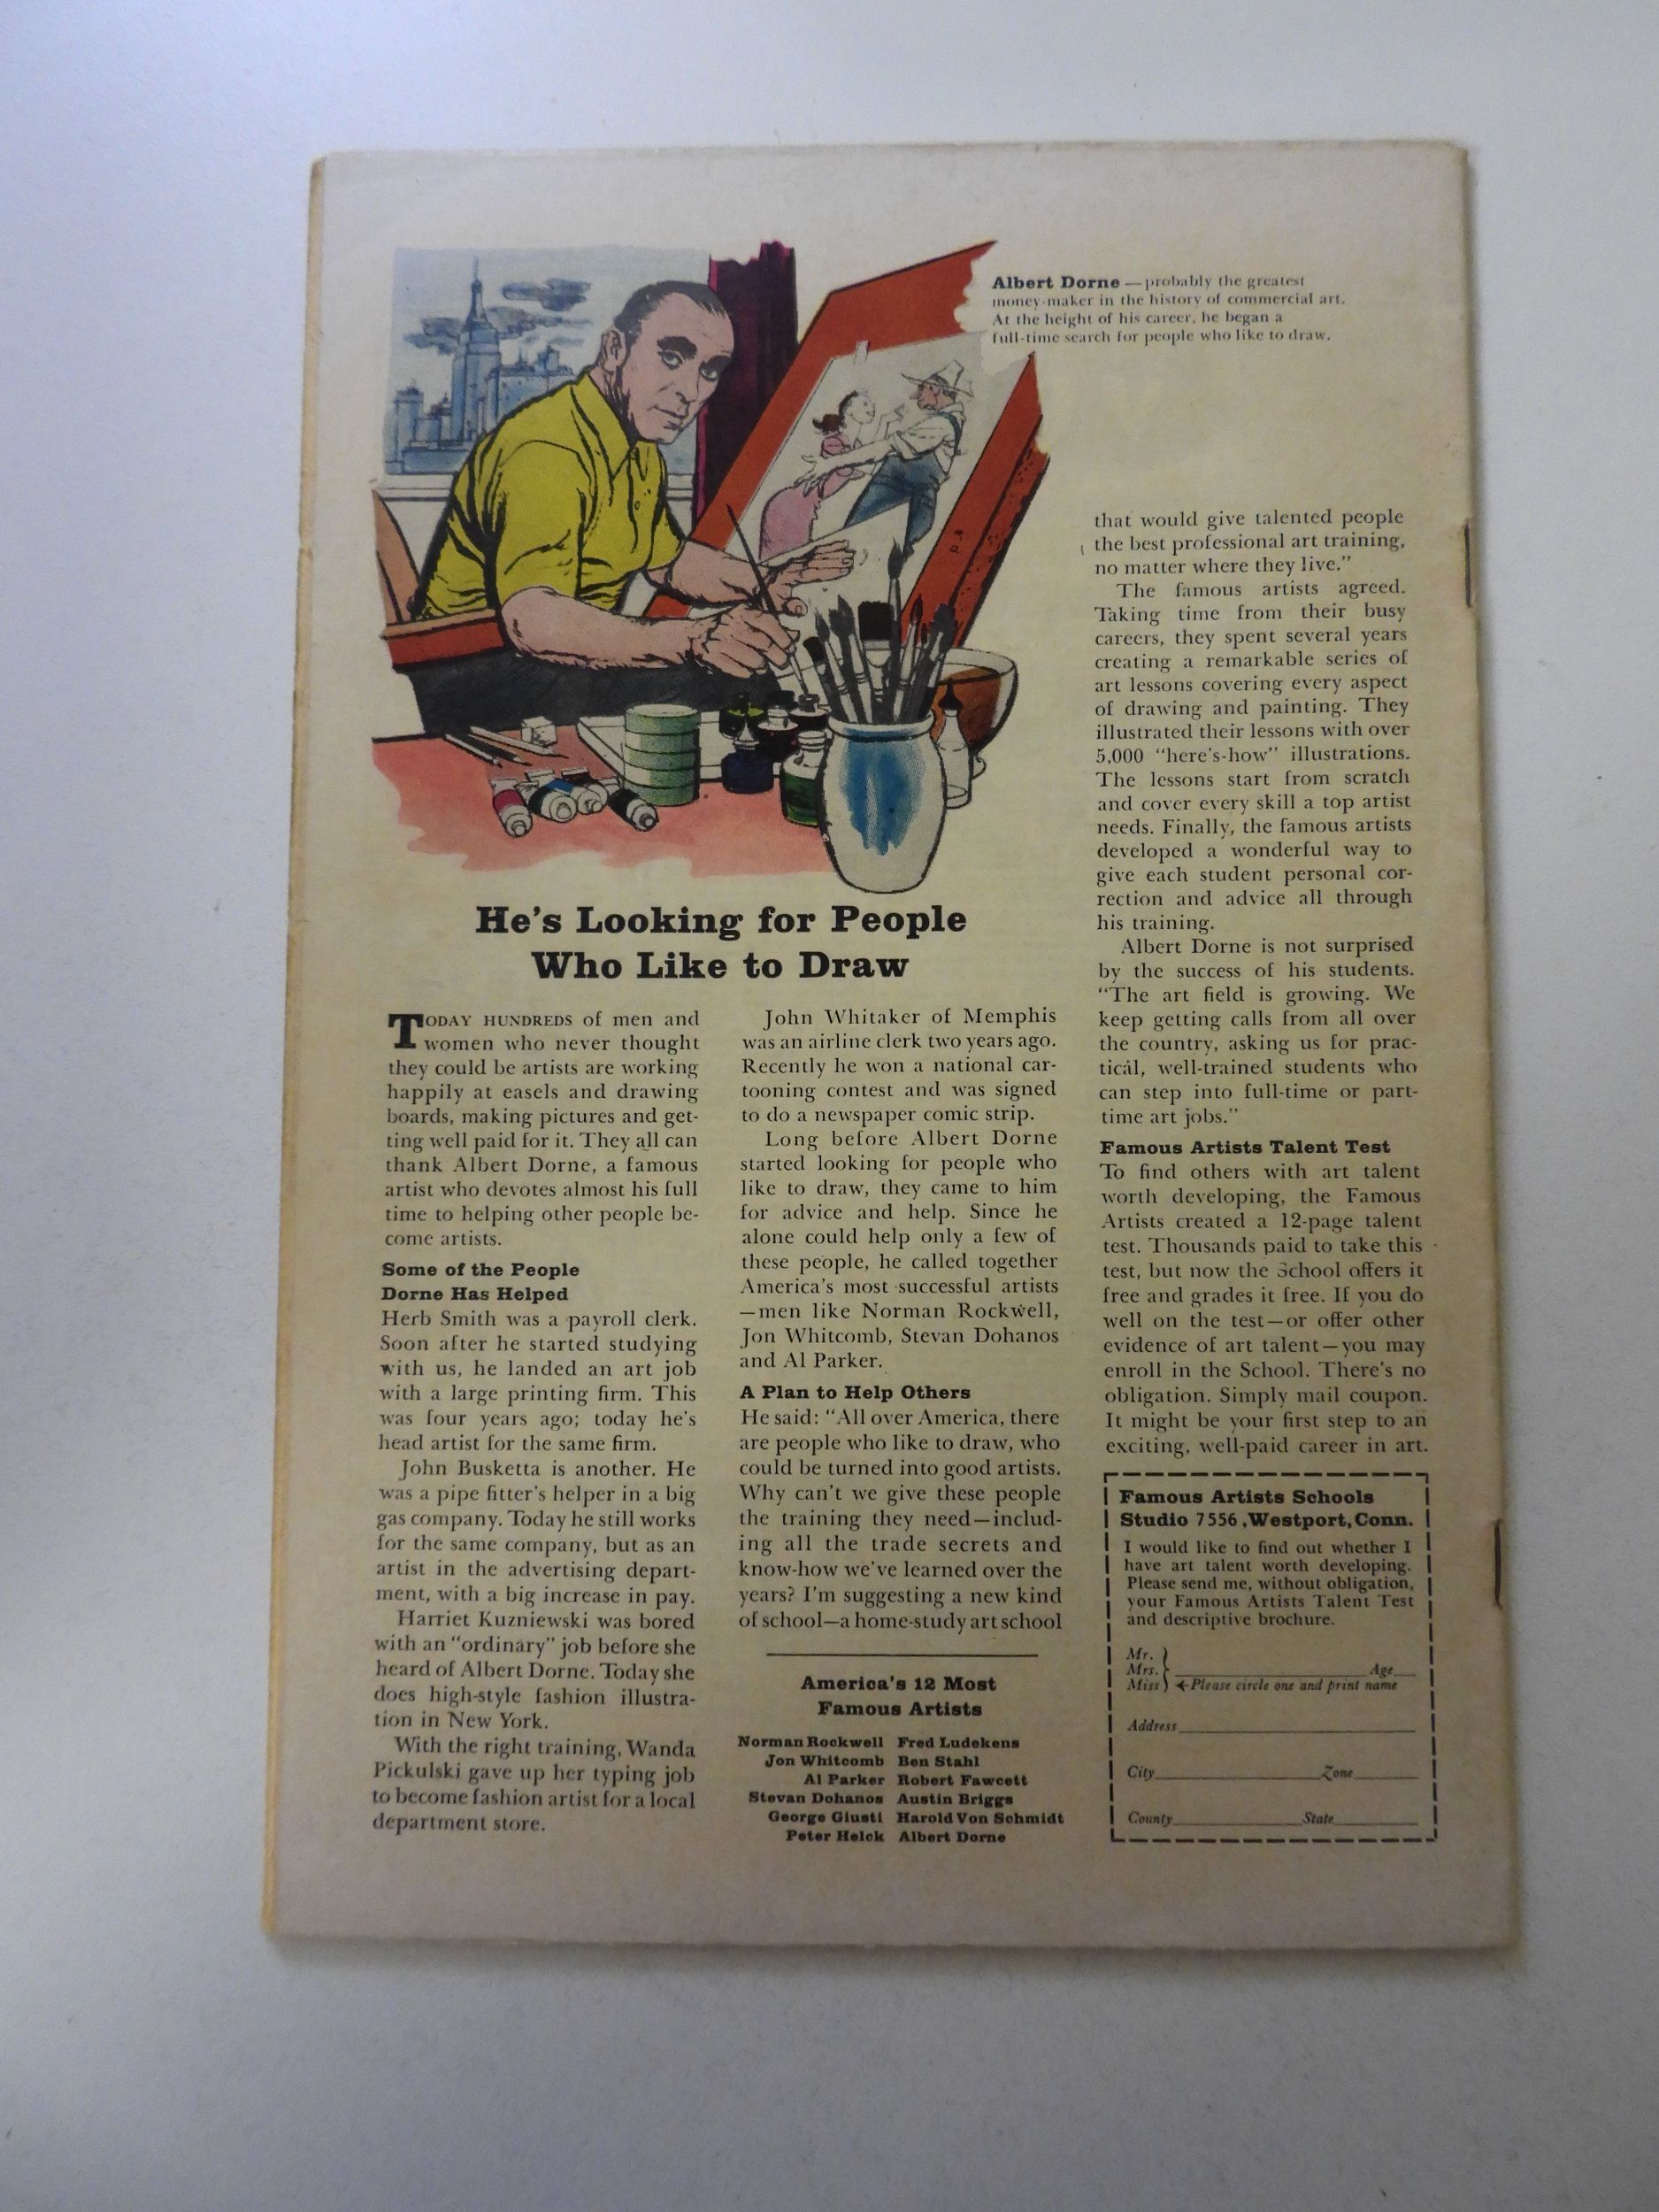 Albert Dorne — probably the greatest
money-maker in the history of commercial art.
At the height of his career, he began a
full-time search for people who like to draw.
He's Looking for People
Who Like to Draw
TODAY HUNDREDS of men and
women who never thought
they could be artists are working
happily at easels and drawing
boards, making pictures and get-
ting well paid for it. They all can
thank Albert Dorne, a famous
artist who devotes almost his full
time to helping other people be-
come artists.
Some of the People
Dorne Has Helped
Herb Smith was a payroll clerk.
Soon after he started studying
with us, he landed an art job
with a large printing firm. This
was four years ago; today he's
head artist for the same firm.
John Busketta is another. He
was a pipe fitter's helper in a big
gas company. Today he still works
for the same company, but as an
artist in the advertising depart-
ment, with a big increase in pay.
Harriet Kuzniewski was bored
with an "ordinary" job before she
heard of Albert Dorne. Today she
does high-style fashion illustra-
tion in New York.
With the right training, Wanda
Pickulski gave up her typing job
to become fashion artist for a local
department store.
John Whitaker of Memphis
was an airline clerk two years ago.
Recently he won a national car-
tooning contest and was signed
to do a newspaper comic strip.
Long before Albert Dorne
started looking for people who
like to draw, they came to him
for advice and help. Since he
alone could help only a few of
these people, he called together
America's most successful artists
—men like Norman Rockwell,
Jon Whitcomb, Stevan Dohanos
and Al Parker.
A Plan to Help Others
He said: "All over America, there
are people who like to draw, who
could be turned into good artists.
Why can't we give these people
the training they need—includ-
ing all the trade secrets and
know-how we've learned over the
years? I'm suggesting a new kind
of school—a home-study art school
America's 12 Most
Famous Artists
Norman Rockwell Fred Ludekens
Jon Whitcomb Ben Stahl
Al Parker Robert Fawcett
Stevan Dohanos Austin Briggs
George Giusti Harold Von Schmidt
Peter Helck Albert Dorne
that would give talented people
the best professional art training,
no matter where they live."
The famous artists agreed.
Taking time from their busy
careers, they spent several years
creating a remarkable series of
art lessons covering every aspect
of drawing and painting. They
illustrated their lessons with over
5,000 "here's-how" illustrations.
The lessons start from scratch
and cover every skill a top artist
needs. Finally, the famous artists
developed a wonderful way to
give each student personal cor-
rection and advice all through
his training.
Albert Dorne is not surprised
by the success of his students.
"The art field is growing. We
keep getting calls from all over
the country, asking us for prac-
tical, well-trained students who
can step into full-time or part-
time art jobs."
Famous Artists Talent Test
To find others with art talent
worth developing, the Famous
Artists created a 12-page talent
test. Thousands paid to take this
test, but now the School offers it
free and grades it free. If you do
well on the test—or offer other
evidence of art talent—you may
enroll in the School. There's no
obligation. Simply mail coupon.
It might be your first step to an
exciting, well-paid career in art.
Famous Artists Schools
Studio 7556, Westport, Conn.
I would like to find out whether I
have art talent worth developing.
Please send me, without obligation,
your Famous Artists Talent Test
and descriptive brochure.
Mr.
Mrs. Age
Miss ←Please circle one and print name
Address
City Zone
County State